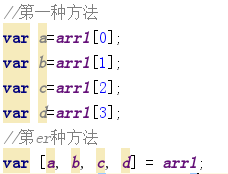 //第一种方法
var a=arr1[0];
var b=arr1[1];
var c=arr1[2];
var d=arr1[3];
//第er种方法
var [a, b, c, d] = arr1;